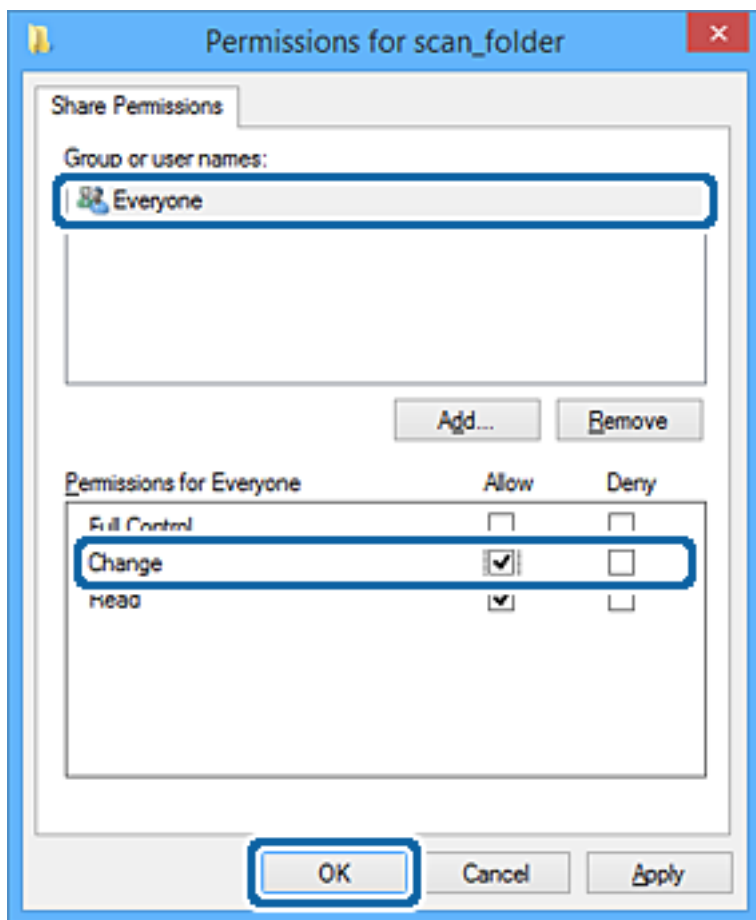 Permissions for scan_folder
Share Permissions
Group or user names:
Everyone
Add... Remove
Permissions for Everyone Allow Deny
Full Control
Change
Read
OK Cancel Apply